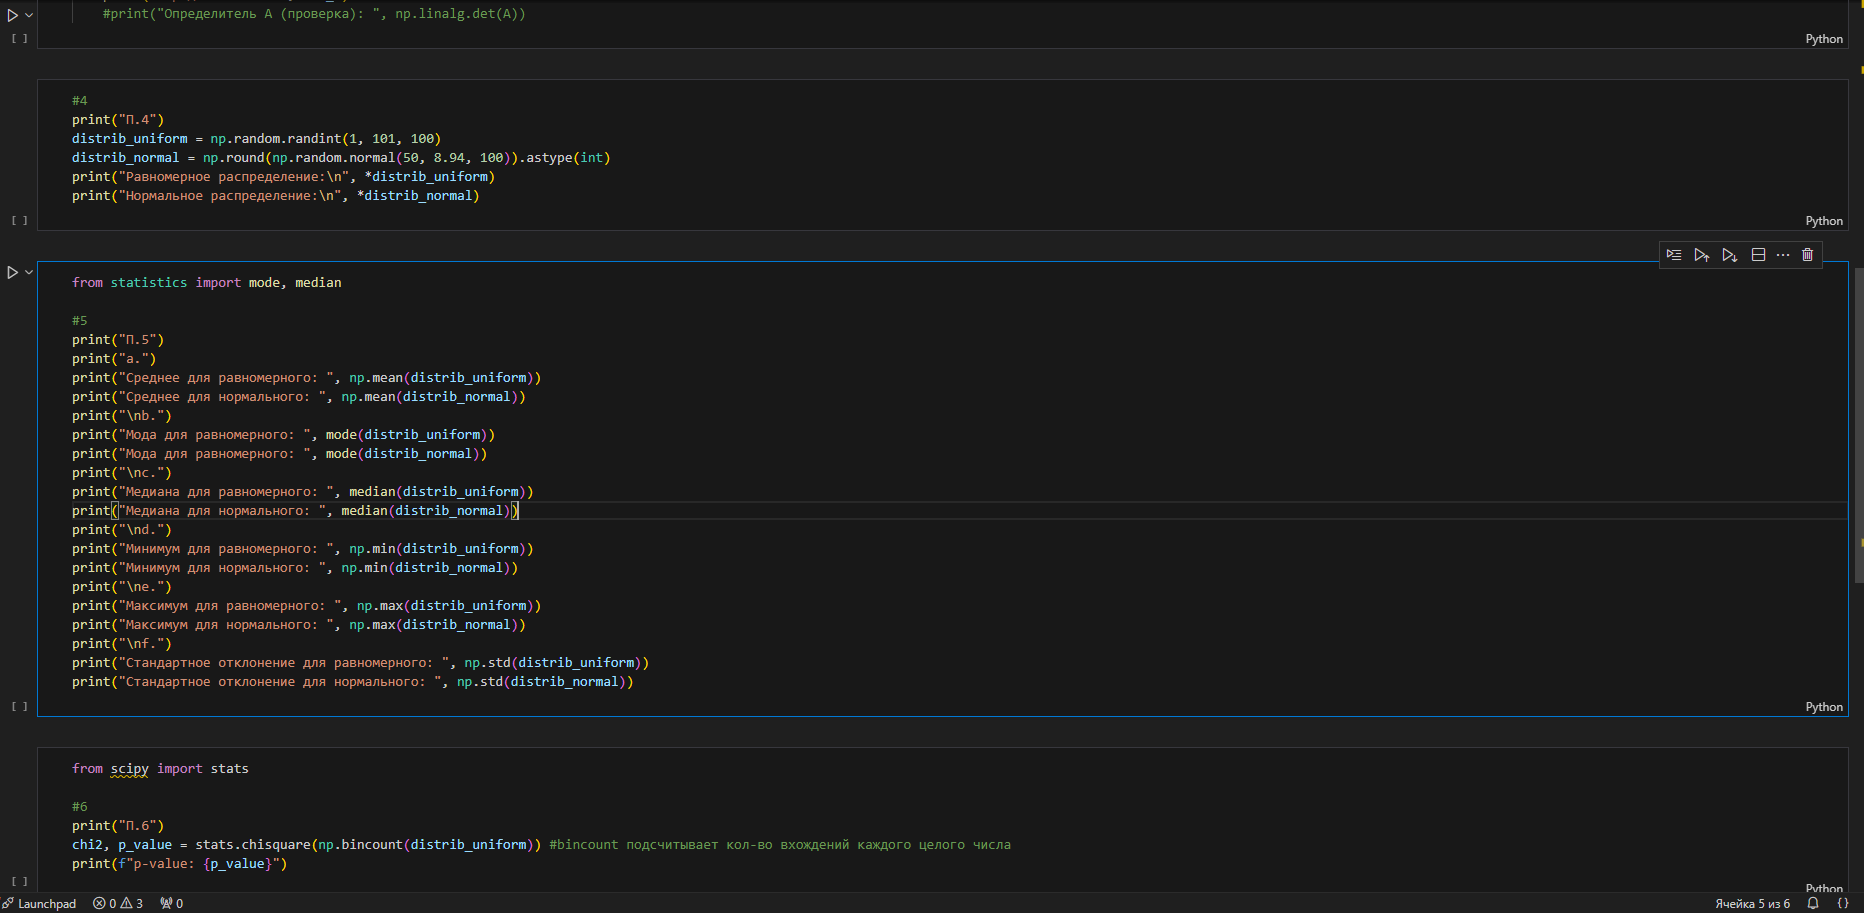 #print("Определитель A (проверка): ", np.linalg.det(A))
[ ]
Python
#4
print("П.4")
distrib_uniform = np.random.randint(1, 101, 100)
distrib_normal = np.round(np.random.normal(50, 8.94, 100)).astype(int)
print("Равномерное распределение:\n", *distrib_uniform)
print("Нормальное распределение:\n", *distrib_normal)
[ ]
Python
from statistics import mode, median
#5
print("П.5")
print("a.")
print("Среднее для равномерного: ", np.mean(distrib_uniform))
print("Среднее для нормального: ", np.mean(distrib_normal))
print("\nb.")
print("Мода для равномерного: ", mode(distrib_uniform))
print("Мода для равномерного: ", mode(distrib_normal))
print("\nc.")
print("Медиана для равномерного: ", median(distrib_uniform))
print("Медиана для нормального: ", median(distrib_normal))
print("\nd.")
print("Минимум для равномерного: ", np.min(distrib_uniform))
print("Минимум для нормального: ", np.min(distrib_normal))
print("\ne.")
print("Максимум для равномерного: ", np.max(distrib_uniform))
print("Максимум для нормального: ", np.max(distrib_normal))
print("\nf.")
print("Стандартное отклонение для равномерного: ", np.std(distrib_uniform))
print("Стандартное отклонение для нормального: ", np.std(distrib_normal))
[ ]
Python
from scipy import stats
#6
print("П.6")
chi2, p_value = stats.chisquare(np.bincount(distrib_uniform)) #bincount подсчитывает кол-во вхождений каждого целого числа
print(f"p-value: {p_value}")
[ ]
Python
Launchpad 0 3 0 Ячейка 5 из 6 {}